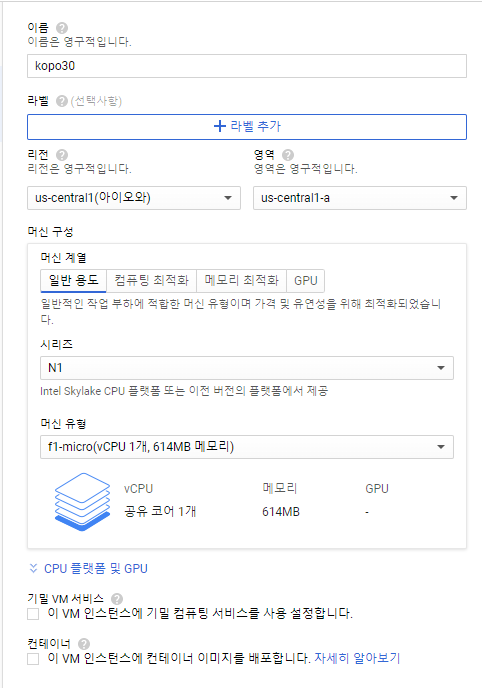 이름
이름은 영구적입니다.
kopo30
라벨 (선택사항)
라벨 추가
리전 영역
리전은 영구적입니다. 영역은 영구적입니다.
us-central1(아이오와) us-central1-a
머신 구성
머신 계열
일반 용도 컴퓨팅 최적화 메모리 최적화 GPU
일반적인 작업 부하에 적합한 머신 유형이며 가격 및 유연성을 위해 최적화되었습니
다.
시리즈
N1
Intel Skylake CPU 플랫폼 또는 이전 버전의 플랫폼에서 제공
머신 유형
f1-micro(vCPU 1개, 614MB 메모리)
vCPU 메모리 GPU
공유 코어 1개 614MB -
CPU 플랫폼 및 GPU
기밀 VM 서비스
이 VM 인스턴스에 기밀 컴퓨팅 서비스를 사용 설정합니다.
컨테이너
이 VM 인스턴스에 컨테이너 이미지를 배포합니다. 자세히 알아보기